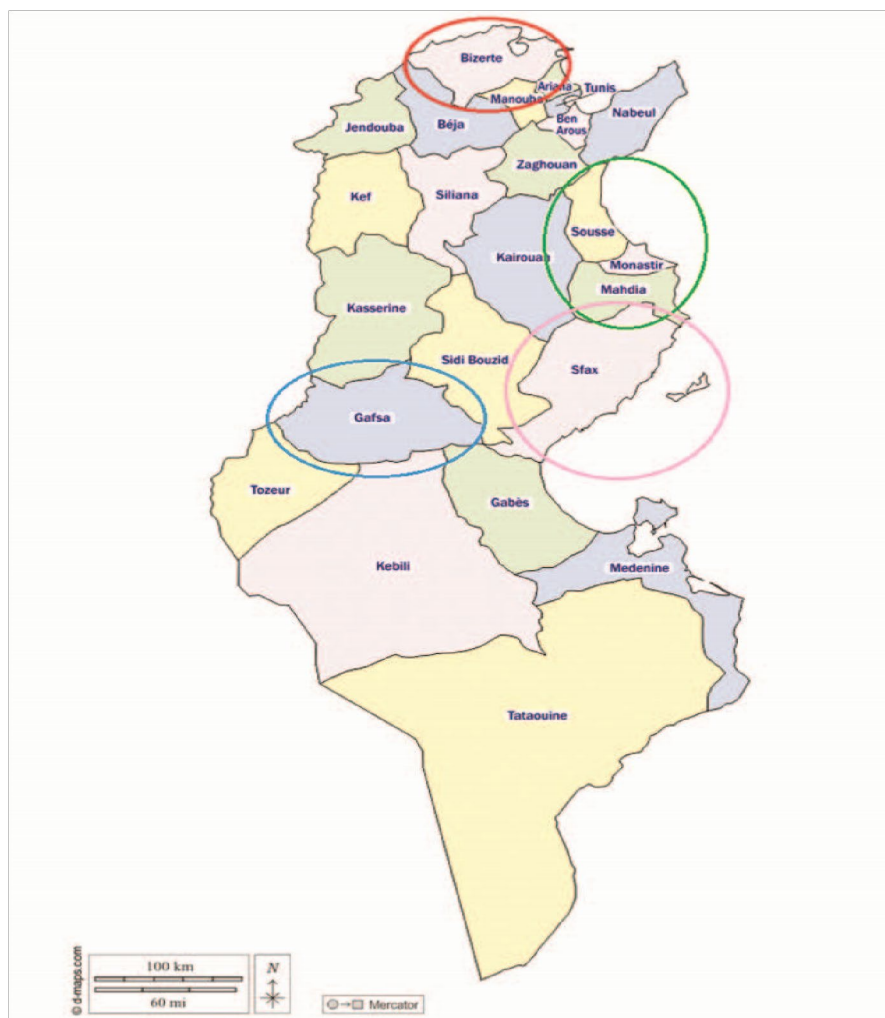 Bizerte
Ariana
Tunis
Manouba
Nabeul
Ben
Arous
Jendouba
Béja
Zaghouan
Kef
Siliana
Sousse
Kairouan
Monastir
Mahdia
Kasserine
Sidi Bouzid
Sfax
Gafsa
Tozeur
Gabès
Kebili
Medenine
Tataouine
© d-maps.com
100 km
60 mi
N
Mercator